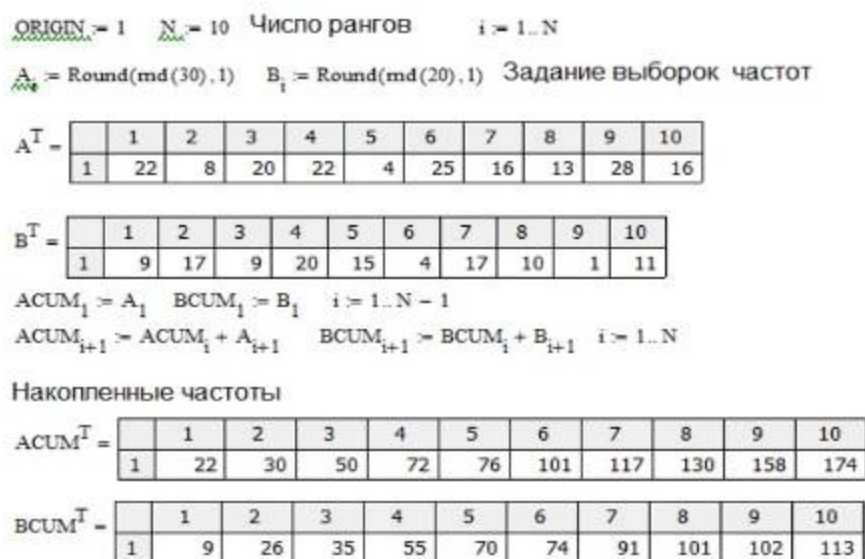 ORIGIN := 1 N := 10 Число рангов i := 1.. N
A_i := Round(rnd(30),1) B_i := Round(rnd(20),1) Задание выборок частот
A^T = 1 2 3 4 5 6 7 8 9 10
1 22 8 20 22 4 25 16 13 28 16
B^T = 1 2 3 4 5 6 7 8 9 10
1 9 17 9 20 15 4 17 10 1 11
ACUM_1 := A_1 BCUM_1 := B_1 i := 1.. N − 1
ACUM_{i+1} := ACUM_i + A_{i+1} BCUM_{i+1} := BCUM_i + B_{i+1} i := 1.. N
Накопленные частоты
ACUM^T = 1 2 3 4 5 6 7 8 9 10
1 22 30 50 72 76 101 117 130 158 174
BCUM^T = 1 2 3 4 5 6 7 8 9 10
1 9 26 35 55 70 74 91 101 102 113